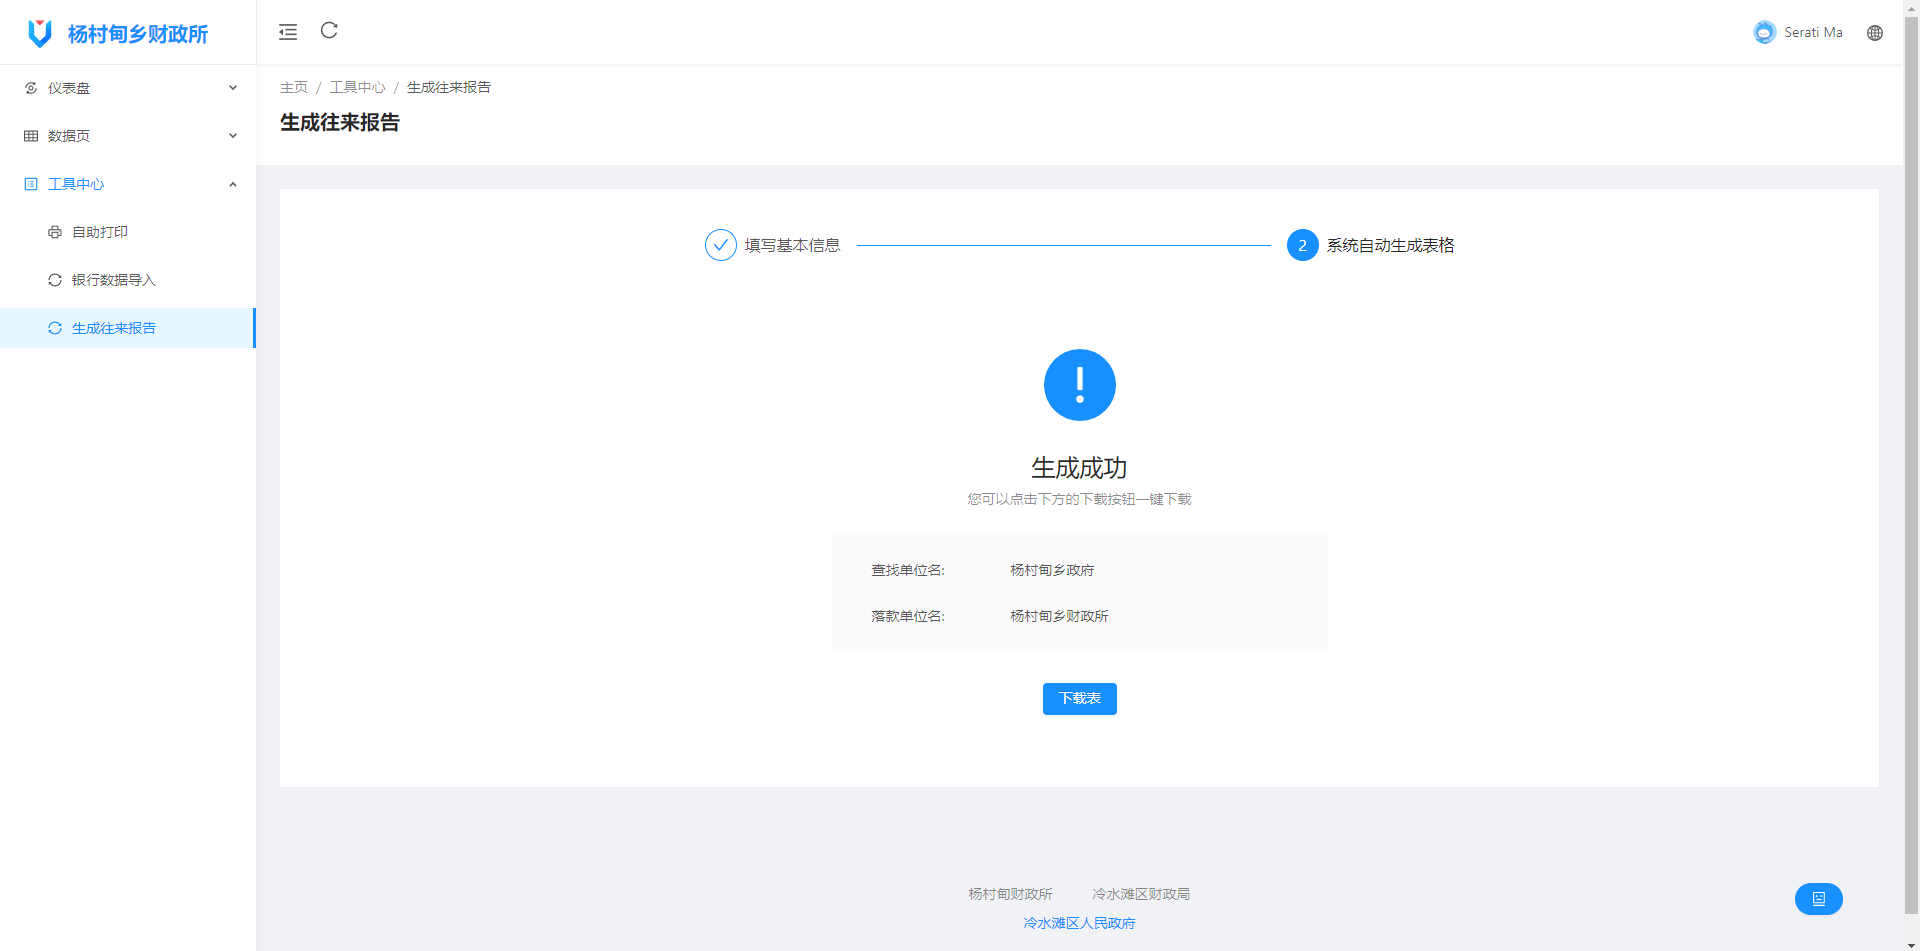 杨村甸乡财政所
Serati Ma
仪表盘
数据页
工具中心
自助打印
银行数据导入
生成往来报告
主页 / 工具中心 / 生成往来报告
生成往来报告
填写基本信息
2 系统自动生成表格
生成成功
您可以点击下方的下载按钮一键下载
查找单位名: 杨村甸乡政府
落款单位名: 杨村甸乡财政所
下载表
杨村甸财政所 冷水滩区财政局
冷水滩区人民政府